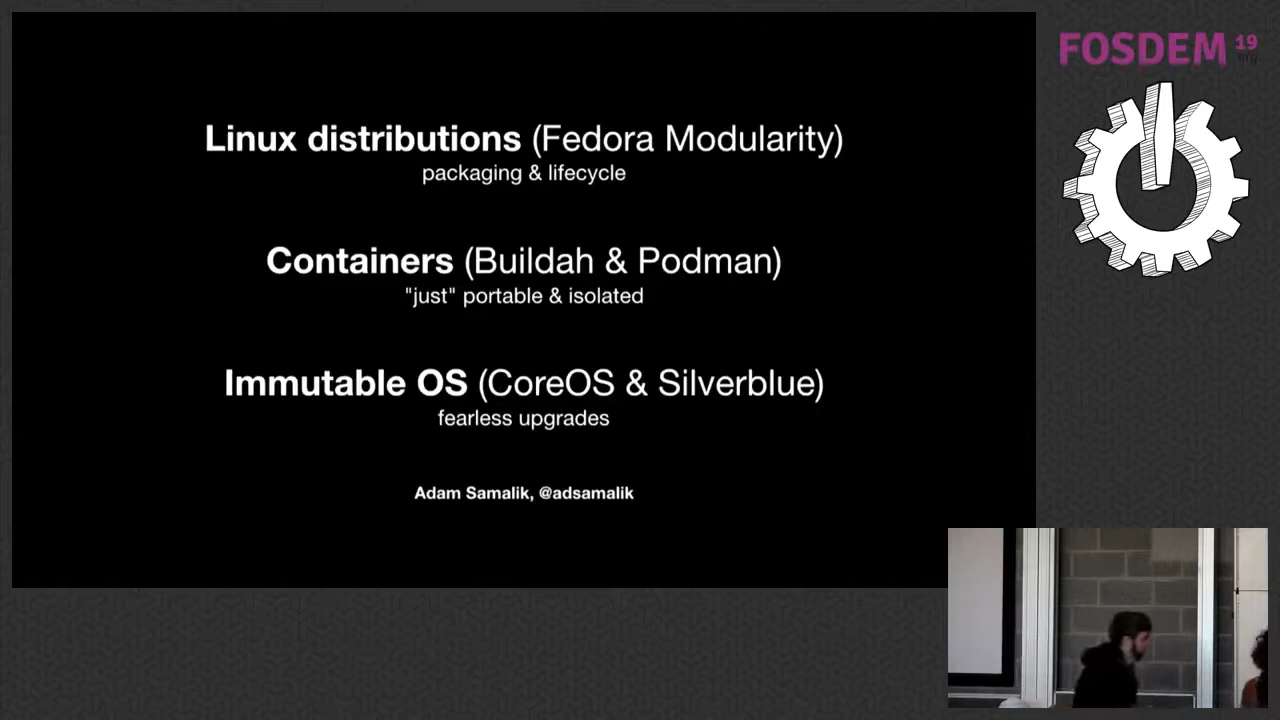 Linux distributions (Fedora Modularity)
packaging & lifecycle
Containers (Buildah & Podman)
"just" portable & isolated
Immutable OS (CoreOS & Silverblue)
fearless upgrades
Adam Samalik, @adsamalik
FOSDEM 19
.org